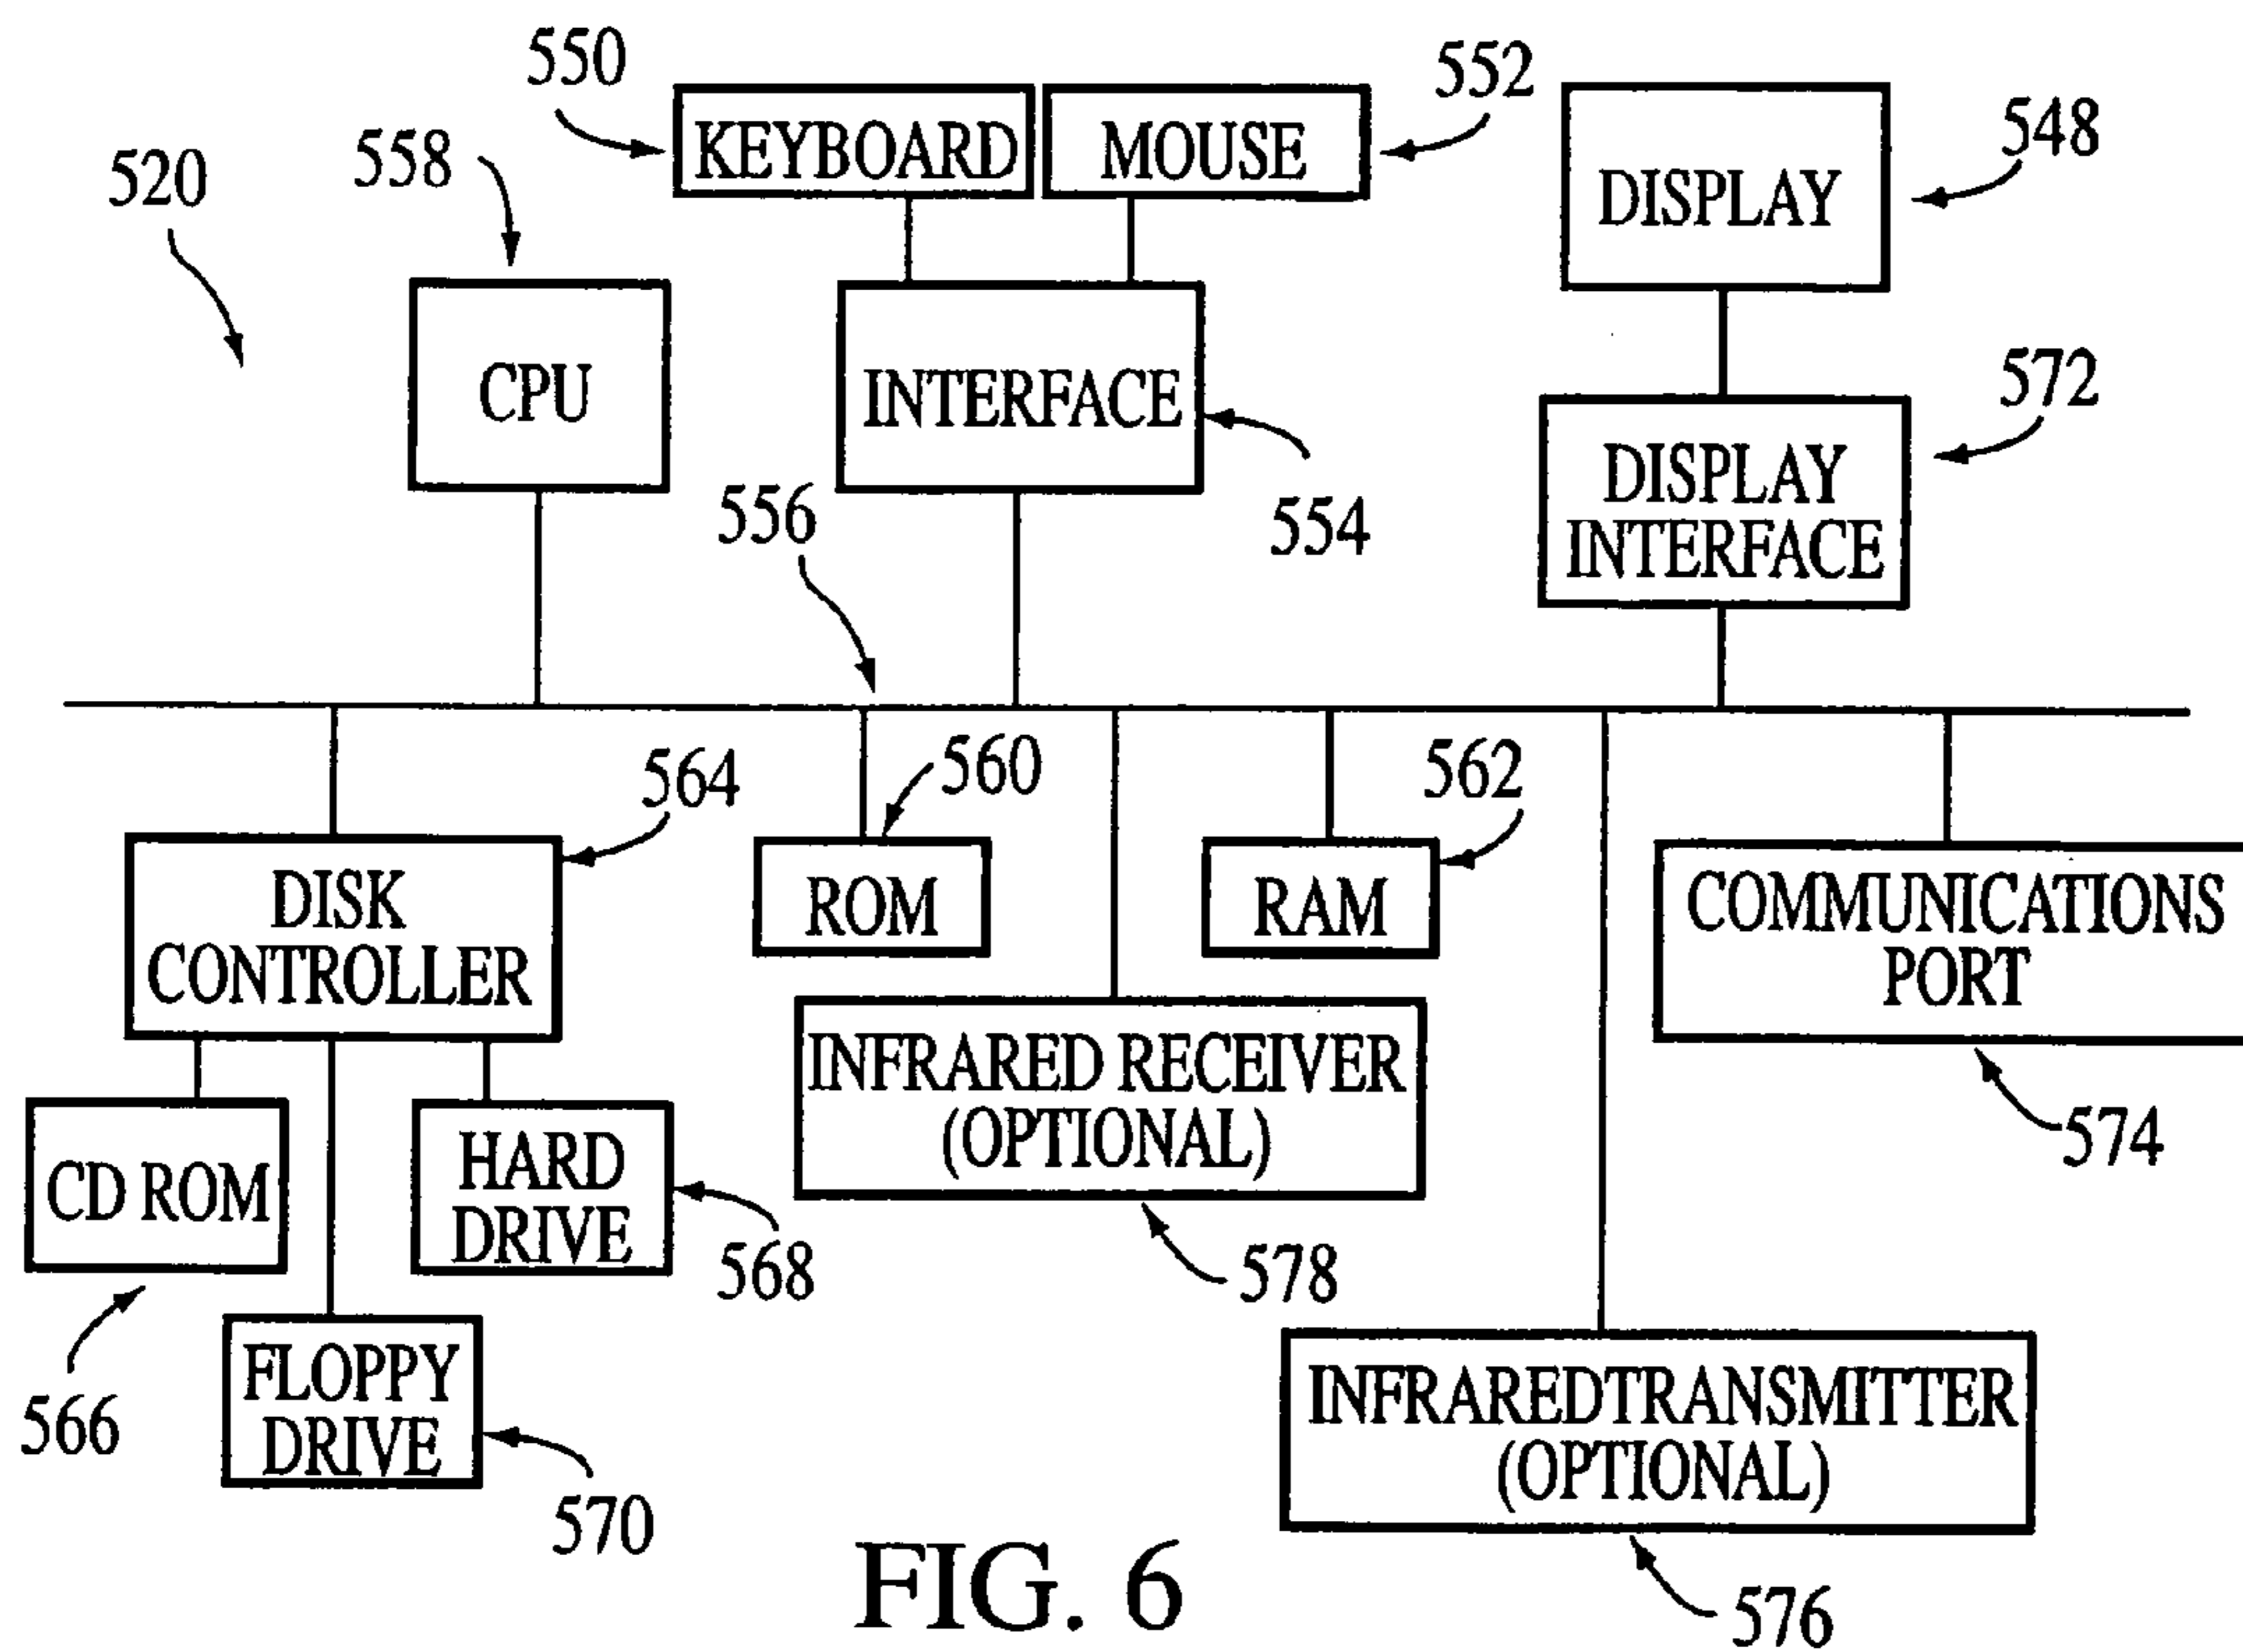 550
KEYBOARD
MOUSE
552
548
558
520
DISPLAY
CPU
INTERFACE
572
DISPLAY
INTERFACE
556
554
564
560
562
DISK
CONTROLLER
ROM
RAM
COMMUNICATIONS
PORT
INFRARED RECEIVER
(OPTIONAL)
574
CD ROM
HARD
DRIVE
568
578
FLOPPY
DRIVE
566
INFRAREDTRANSMITTER
(OPTIONAL)
570
FIG. 6
576